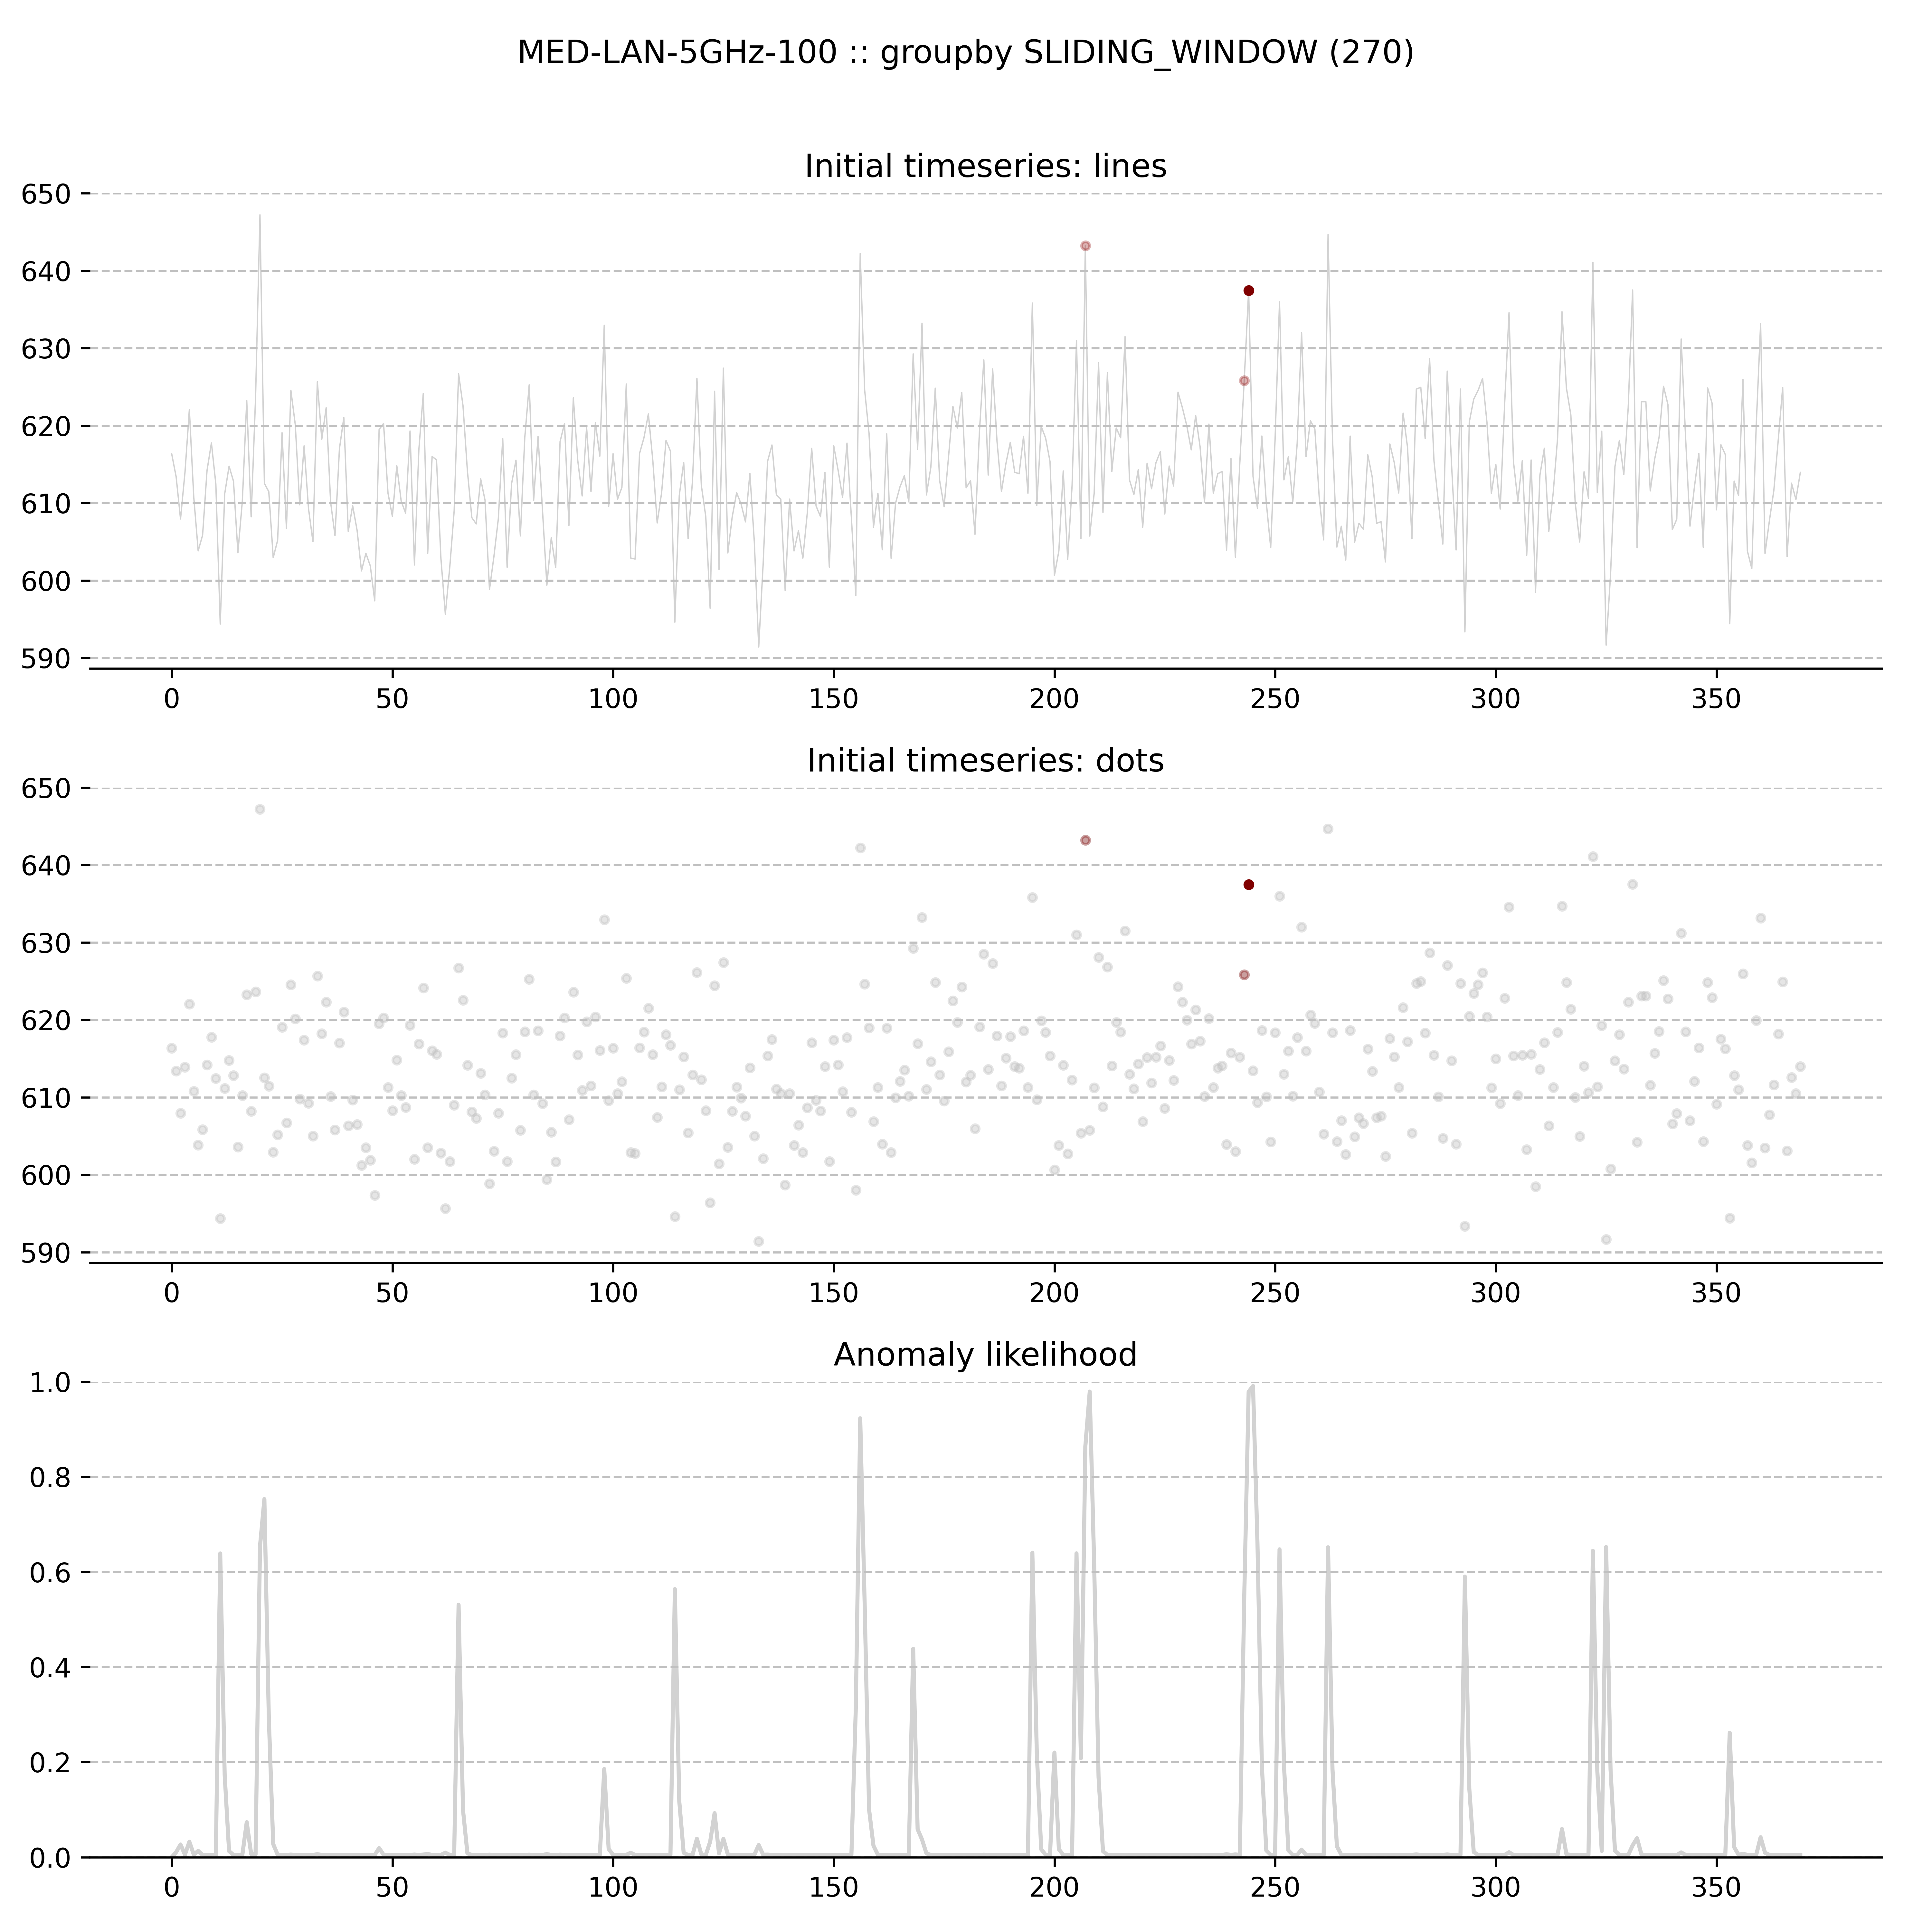 MED-LAN-5GHz-100 :: groupby SLIDING_WINDOW (270)
Initial timeseries: lines
650
640
630
620
610
600
590
0 50 100 150 200 250 300 350
Initial timeseries: dots
650
640
630
620
610
600
590
0 50 100 150 200 250 300 350
Anomaly likelihood
1.0
0.8
0.6
0.4
0.2
0.0
0 50 100 150 200 250 300 350